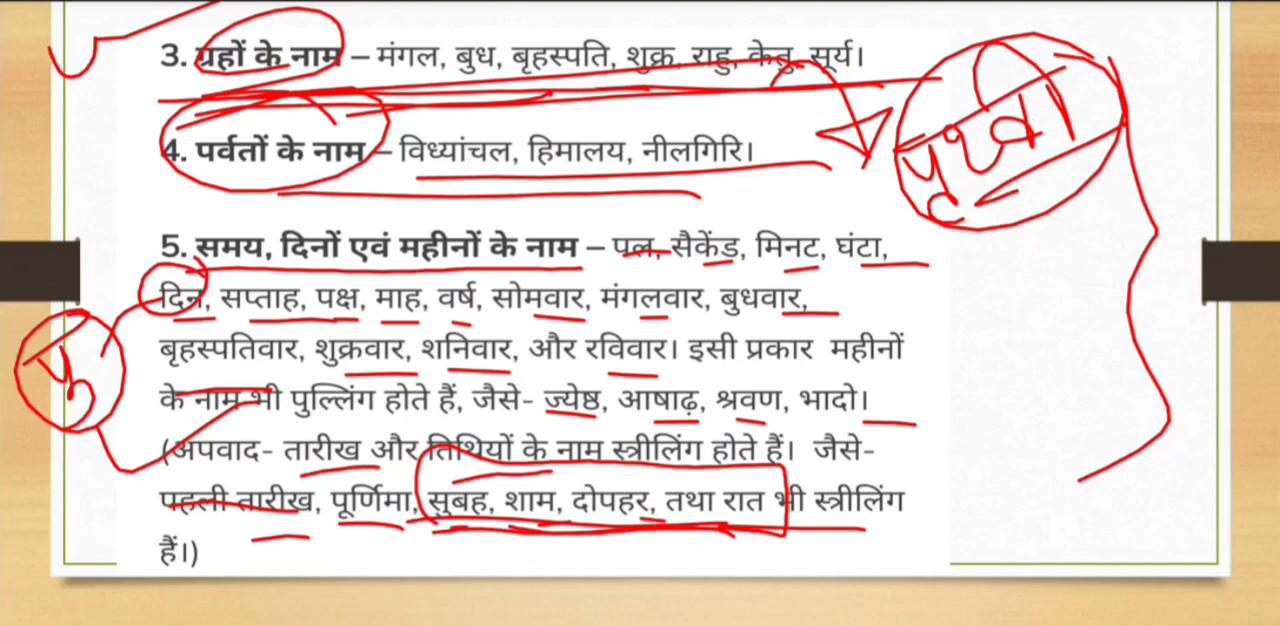 3. ग्रहों के नाम – मंगल, बुध, बृहस्पति, शुक्र, राहु, केतु, सूर्य।
पृथ्वी
4. पर्वतों के नाम – विध्यांचल, हिमालय, नीलगिरि।
5. समय, दिनों एवं महीनों के नाम – पल, सैकेंड, मिनट, घंटा,
दिन, सप्ताह, पक्ष, माह, वर्ष, सोमवार, मंगलवार, बुधवार,
बृहस्पतिवार, शुक्रवार, शनिवार, और रविवार। इसी प्रकार महीनों
के नाम भी पुल्लिंग होते हैं, जैसे- ज्येष्ठ, आषाढ़, श्रवण, भादो।
(अपवाद- तारीख और तिथियों के नाम स्त्रीलिंग होते हैं। जैसे-
पहली तारीख, पूर्णिमा, सुबह, शाम, दोपहर, तथा रात भी स्त्रीलिंग
हैं।)